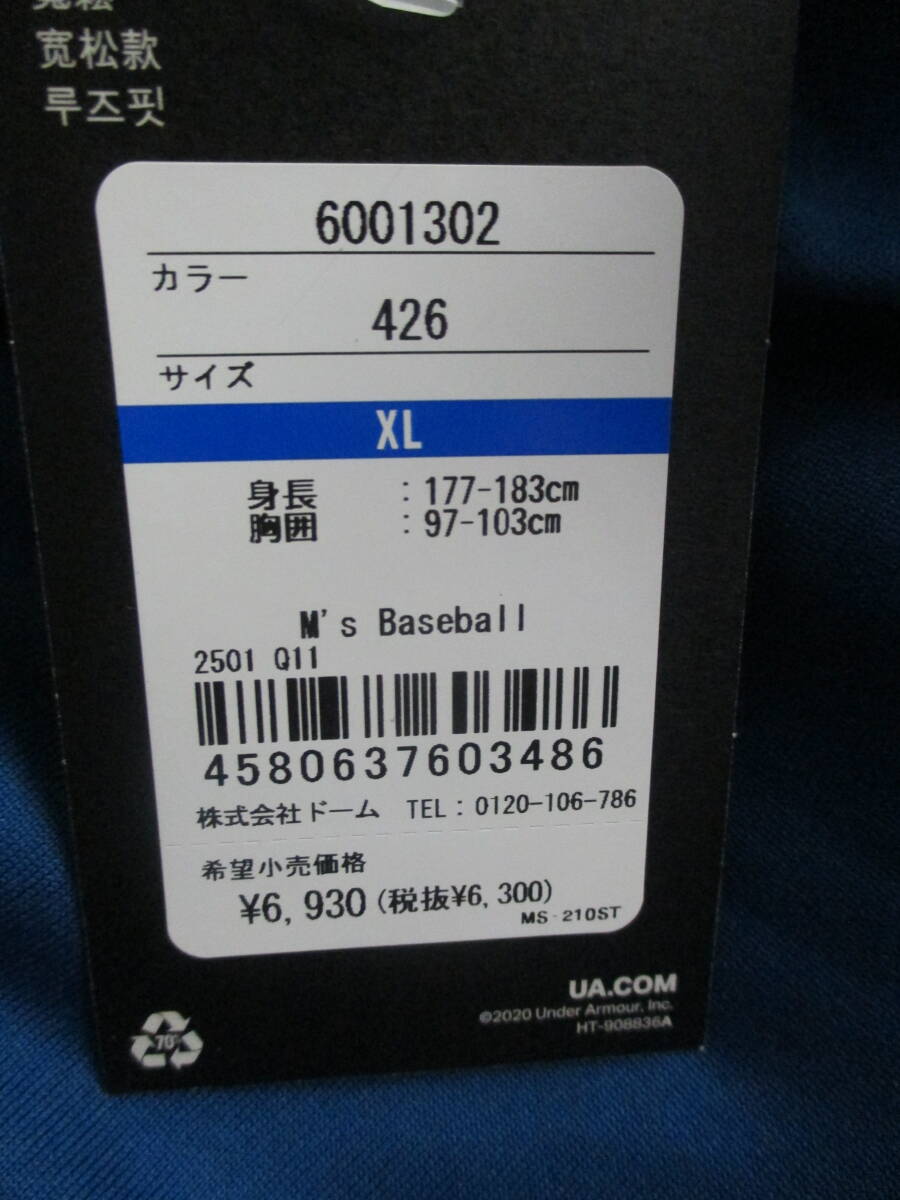 宽松款
루즈핏
6001302
カラー
426
サイズ
XL
身長 : 177-183cm
胸囲 : 97-103cm
M's Baseball
2501 Q11
4580637603486
株式会社ドーム TEL : 0120-106-786
希望小売価格
¥6,930 (税抜¥6,300)
MS-210ST
UA.COM
©2020 Under Armour, Inc.
HT-908836A
70